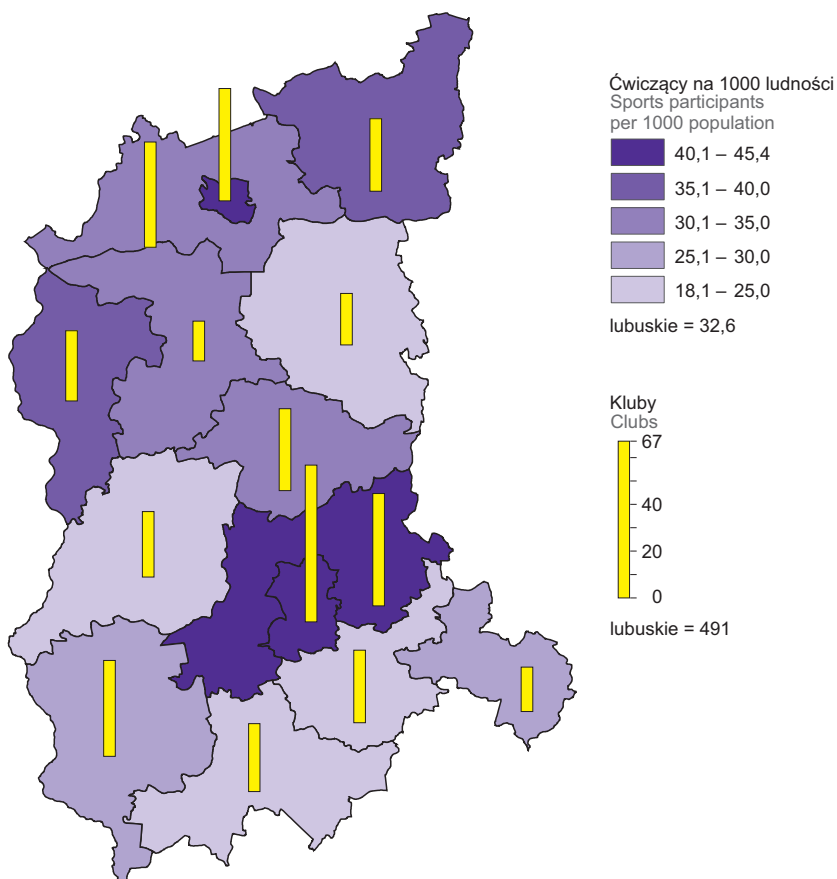 Ćwiczący na 1000 ludności
Sports participants
per 1000 population
40,1 – 45,4
35,1 – 40,0
30,1 – 35,0
25,1 – 30,0
18,1 – 25,0
lubuskie = 32,6
Kluby
Clubs
67
40
20
0
lubuskie = 491